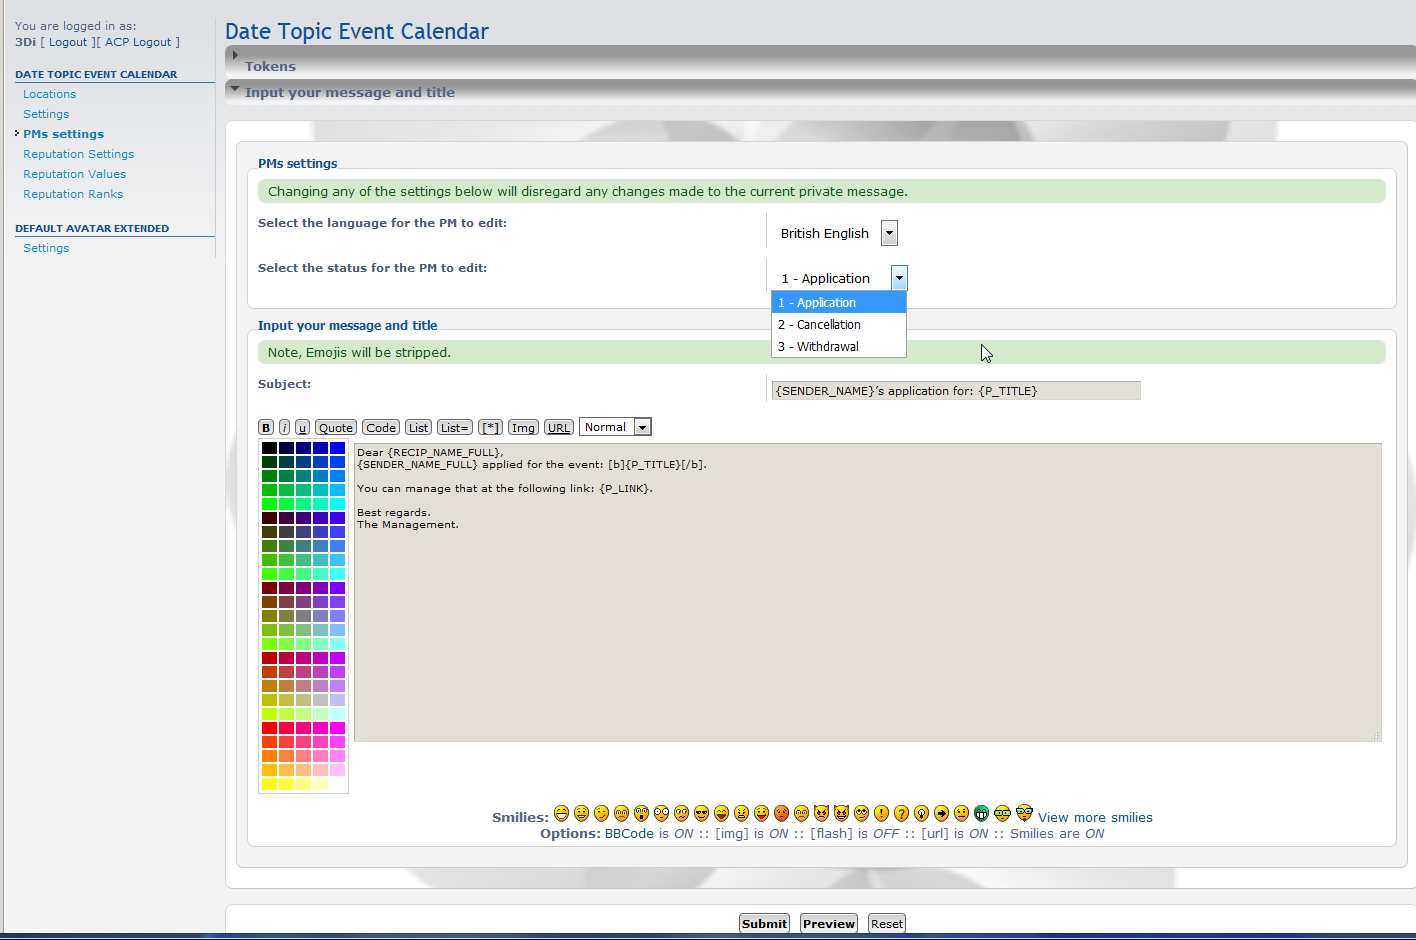 You are logged in as:
3Di [ Logout ][ ACP Logout ]
DATE TOPIC EVENT CALENDAR
Locations
Settings
PMs settings
Reputation Settings
Reputation Values
Reputation Ranks
DEFAULT AVATAR EXTENDED
Settings
Date Topic Event Calendar
Tokens
Input your message and title
PMs settings
Changing any of the settings below will disregard any changes made to the current private message.
Select the language for the PM to edit:
British English
Select the status for the PM to edit:
1 - Application
1 - Application
2 - Cancellation
3 - Withdrawal
Input your message and title
Note, Emojis will be stripped.
Subject:
{SENDER_NAME}’s application for: {P_TITLE}
B i u Quote Code List List= [*] Img URL Normal
Dear {RECIP_NAME_FULL},
{SENDER_NAME_FULL} applied for the event: [b]{P_TITLE}[/b].
You can manage that at the following link: {P_LINK}.
Best regards.
The Management.
Smilies: View more smilies
Options: BBCode is ON :: [img] is ON :: [flash] is OFF :: [url] is ON :: Smilies are ON
Submit Preview Reset